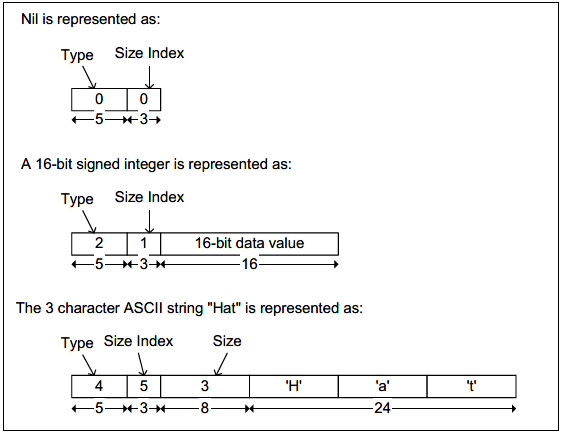 Nil is represented as:
Type Size Index
0 0
5 3
A 16-bit signed integer is represented as:
Type Size Index
2 1 16-bit data value
5 3 16
The 3 character ASCII string "Hat" is represented as:
Type Size Index Size
4 5 3 'H' 'a' 't'
5 3 8 24